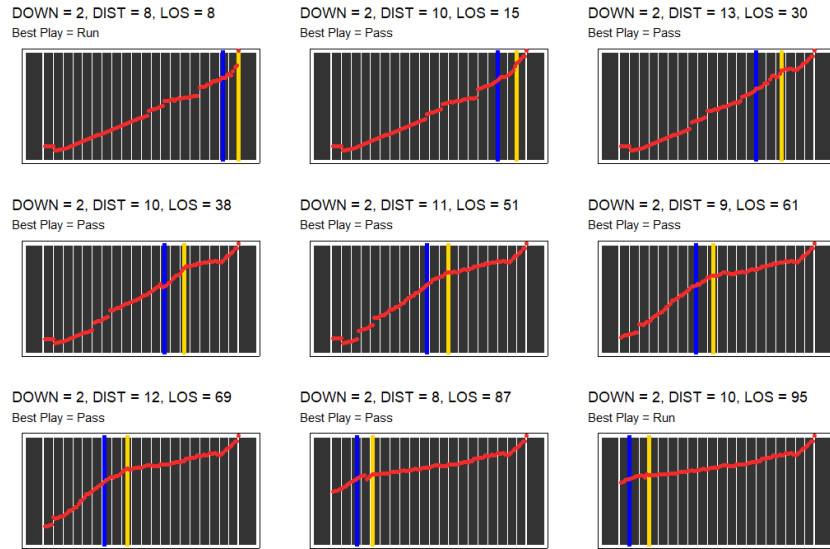 DOWN = 2, DIST = 8, LOS = 8
Best Play = Run
DOWN = 2, DIST = 10, LOS = 15
Best Play = Pass
DOWN = 2, DIST = 13, LOS = 30
Best Play = Pass
DOWN = 2, DIST = 10, LOS = 38
Best Play = Pass
DOWN = 2, DIST = 11, LOS = 51
Best Play = Pass
DOWN = 2, DIST = 9, LOS = 61
Best Play = Pass
DOWN = 2, DIST = 12, LOS = 69
Best Play = Pass
DOWN = 2, DIST = 8, LOS = 87
Best Play = Pass
DOWN = 2, DIST = 10, LOS = 95
Best Play = Run